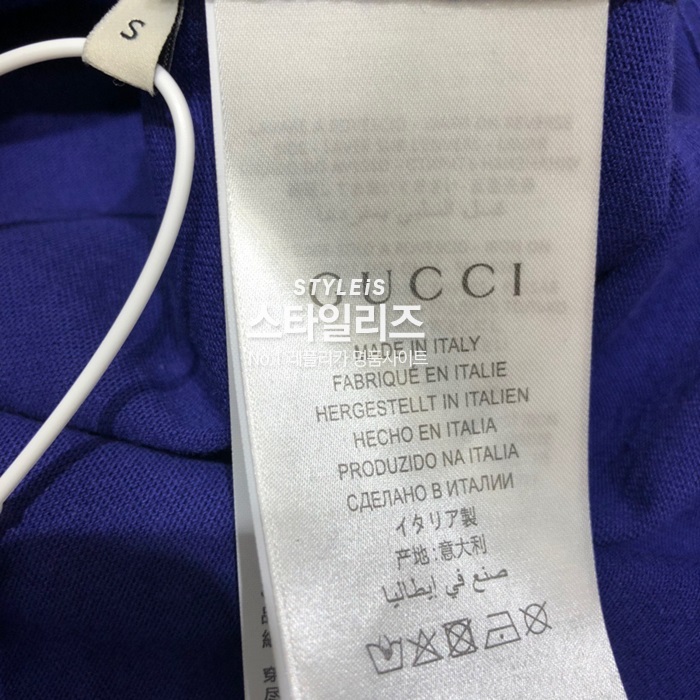 S
GUCCI
STYLEiS
스타일리즈
No.1 레플리카 명품사이트
MADE IN ITALY
FABRIQUÉ EN ITALIE
HERGESTELLT IN ITALIEN
HECHO EN ITALIA
PRODUZIDO NA ITALIA
СДЕЛАНО В ИТАЛИИ
イタリア製
产地:意大利
صنع في إيطاليا